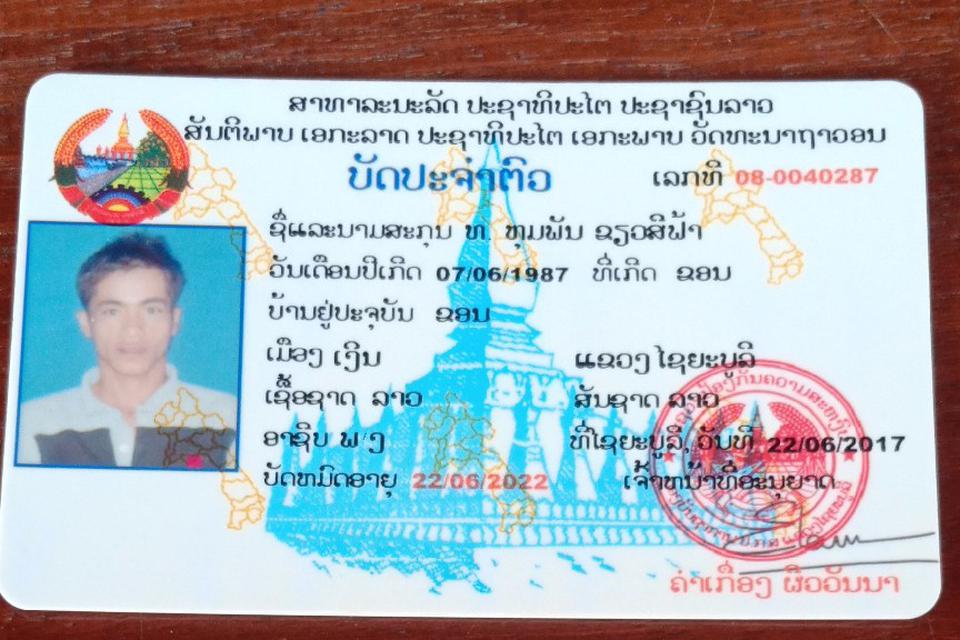 ສາທາລະນະລັດ ປະຊາທິປະໄຕ ປະຊາຊົນລາວ
ສັນຕິພາບ ເອກະລາດ ປະຊາທິປະໄຕ ເອກະພາບ ວັດທະນາຖາວອນ
ບັດປະຈຳຕົວ ເລກທີ 08-0040287
ຊື່ແລະນາມສະກຸນ ທ ທຸມພັນ ຂຽວສີຟ້າ
ວັນເດືອນປີເກີດ 07/06/1987 ທີ່ເກີດ ຂອນ
ບ້ານຢູ່ປະຈຸບັນ ຂອນ
ເມືອງ ເງິນ ແຂວງ ໄຊຍະບູລີ
ເຊື້ອຊາດ ລາວ ສັນຊາດ ລາວ
ອາຊີບ ພ/ງ ທີ່ໄຊຍະບູລີ, ວັນທີ 22/06/2017
ບັດຫມົດອາຍຸ 22/06/2022 ເຈົ້າຫນ້າທີ່ອະນຸຍາດ
ຄຳເກື່ອງ ຜິວວັນນາ